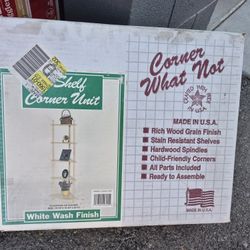 Shelf
Corner Unit
White Wash Finish
Corner
What Not
MADE IN U.S.A.
Rich Wood Grain Finish
Stain Resistant Shelves
Hardwood Spindles
Child-Friendly Corners
All Parts Included
Ready to Assemble
MADE IN U.S.A.